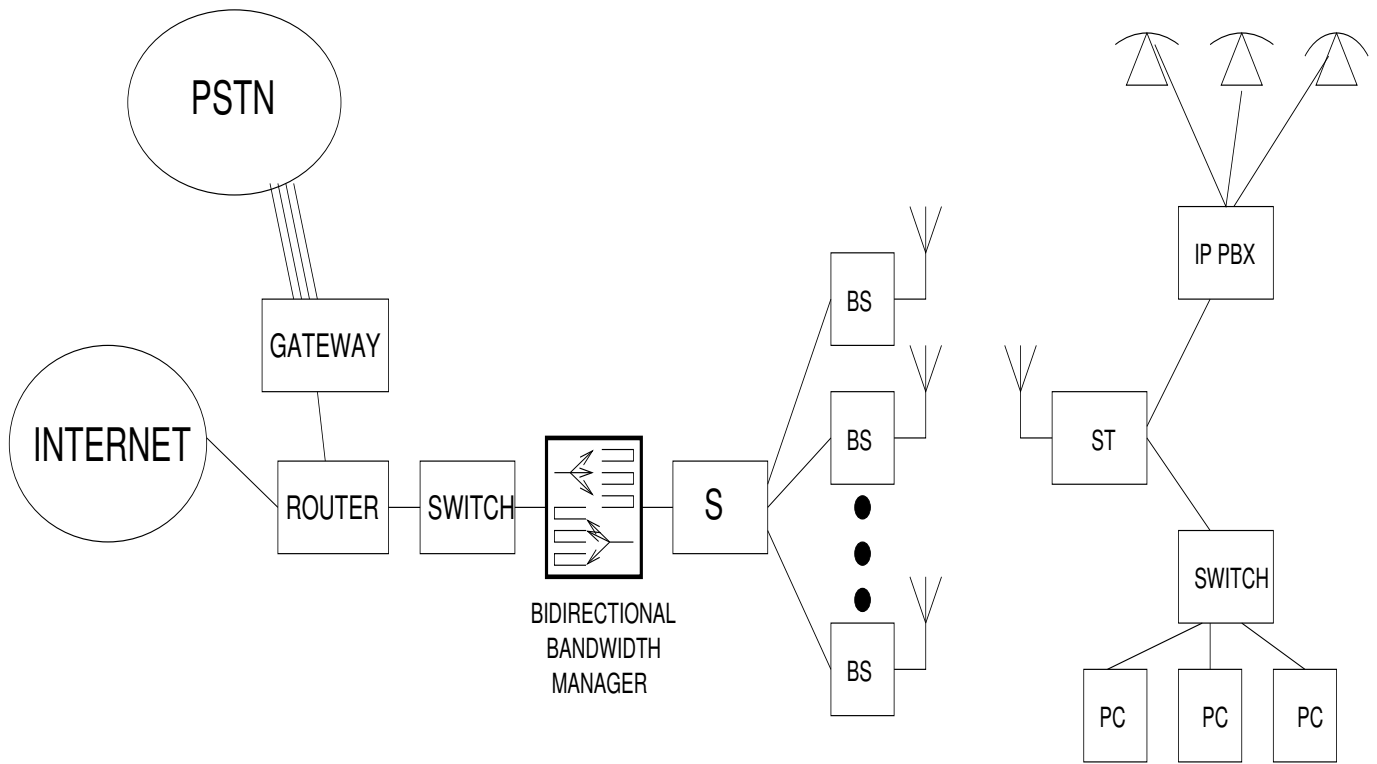 PSTN
GATEWAY
INTERNET
ROUTER
SWITCH
BIDIRECTIONAL
BANDWIDTH
MANAGER
S
BS
BS
BS
ST
IP PBX
SWITCH
PC
PC
PC